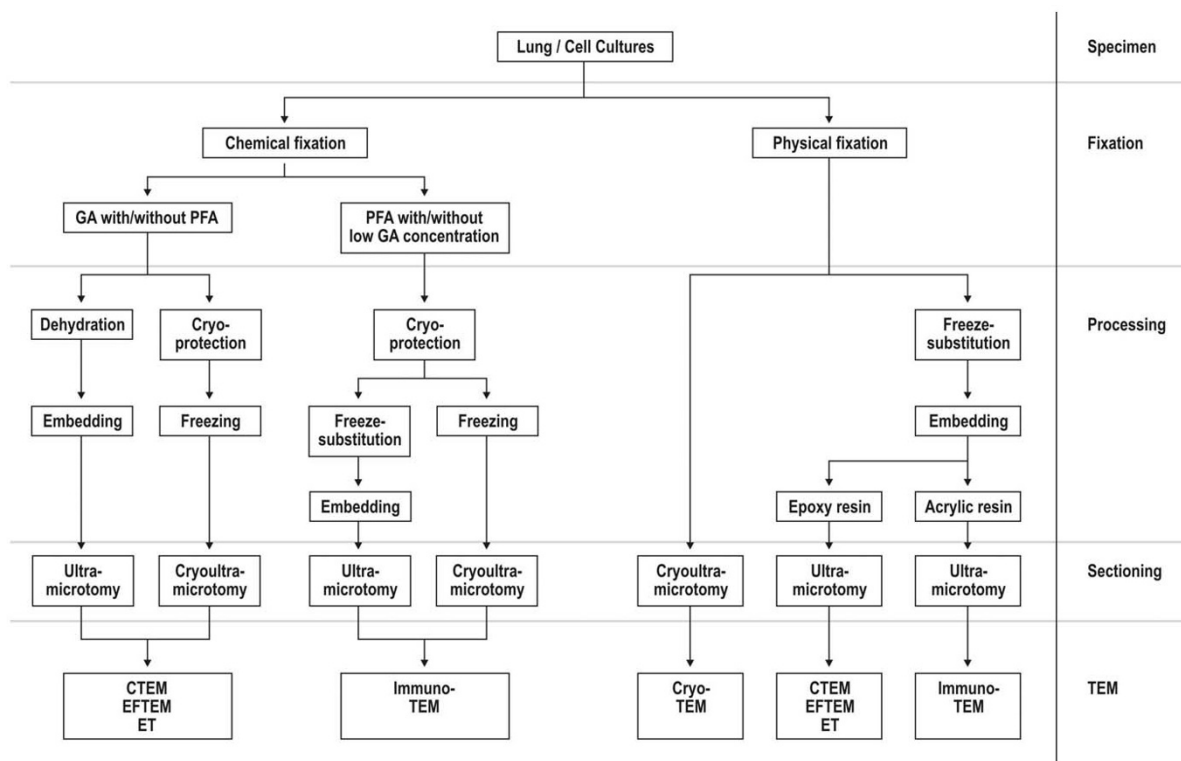 Lung / Cell Cultures
Specimen
Chemical fixation
Physical fixation
Fixation
GA with/without PFA
PFA with/without
low GA concentration
Dehydration
Cryo-
protection
Cryo-
protection
Freeze-
substitution
Processing
Embedding
Freezing
Freeze-
substitution
Freezing
Embedding
Embedding
Epoxy resin
Acrylic resin
Ultra-
microtomy
Cryoultra-
microtomy
Ultra-
microtomy
Cryoultra-
microtomy
Cryoultra-
microtomy
Ultra-
microtomy
Ultra-
microtomy
Sectioning
CTEM
EFTEM
ET
Immuno-
TEM
Cryo-
TEM
CTEM
EFTEM
ET
Immuno-
TEM
TEM